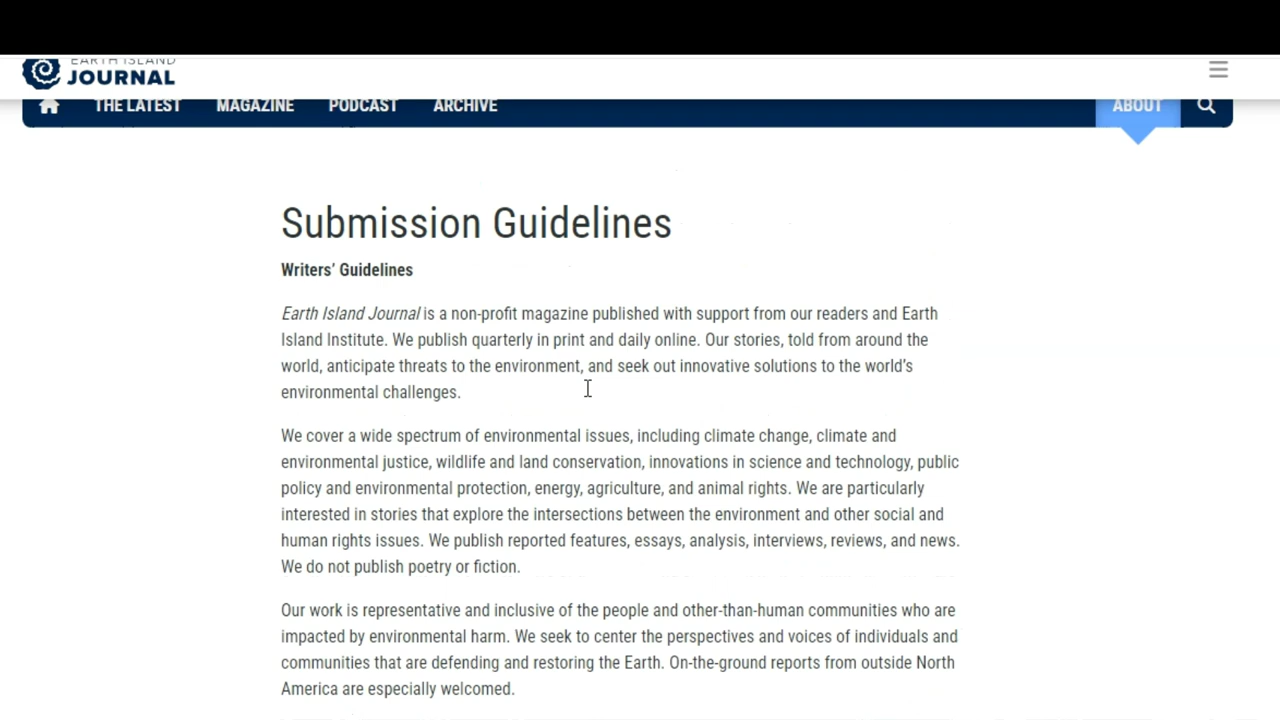 EARTH ISLAND
JOURNAL
THE LATEST MAGAZINE PODCAST ARCHIVE ABOUT
Submission Guidelines
Writers’ Guidelines
Earth Island Journal is a non-profit magazine published with support from our readers and Earth
Island Institute. We publish quarterly in print and daily online. Our stories, told from around the
world, anticipate threats to the environment, and seek out innovative solutions to the world’s
environmental challenges.
We cover a wide spectrum of environmental issues, including climate change, climate and
environmental justice, wildlife and land conservation, innovations in science and technology, public
policy and environmental protection, energy, agriculture, and animal rights. We are particularly
interested in stories that explore the intersections between the environment and other social and
human rights issues. We publish reported features, essays, analysis, interviews, reviews, and news.
We do not publish poetry or fiction.
Our work is representative and inclusive of the people and other-than-human communities who are
impacted by environmental harm. We seek to center the perspectives and voices of individuals and
communities that are defending and restoring the Earth. On-the-ground reports from outside North
America are especially welcomed.